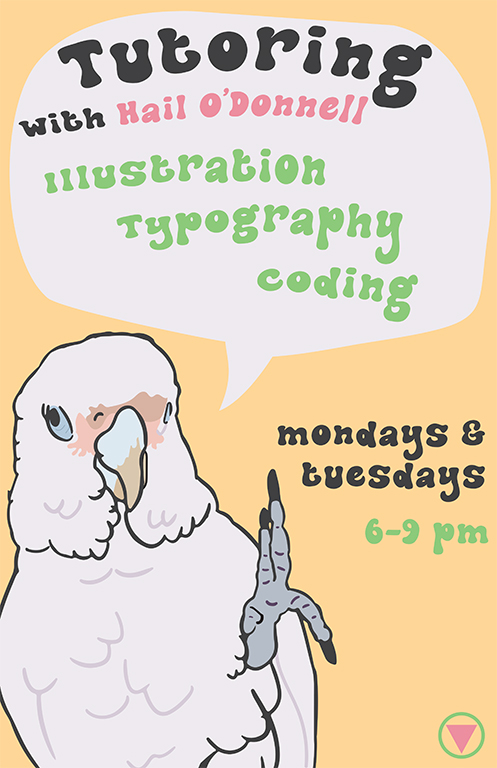 Tutoring
with Hail O'Donnell
Illustration
Typography
coding
mondays &
tuesdays
6-9 pm